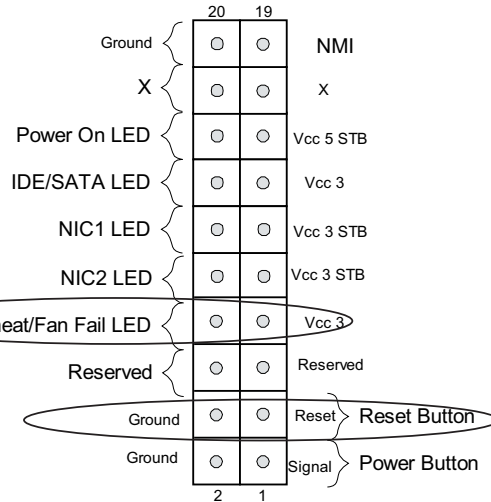 20 19
Ground NMI
X X
Power On LED Vcc 5 STB
IDE/SATA LED Vcc 3
NIC1 LED Vcc 3 STB
NIC2 LED Vcc 3 STB
eat/Fan Fail LED Vcc 3
Reserved Reserved
Ground Reset Reset Button
Ground Signal Power Button
2 1